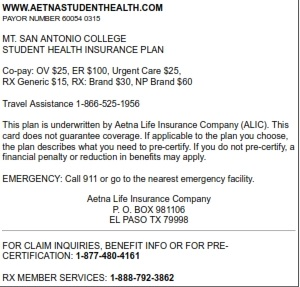 WWW.AETNASTUDENTHEALTH.COM
PAYOR NUMBER 60054 0315
MT. SAN ANTONIO COLLEGE
STUDENT HEALTH INSURANCE PLAN
Co-pay: OV $25, ER $100, Urgent Care $25,
RX Generic $15, RX: Brand $30, NP Brand $60
Travel Assistance 1-866-525-1956
This plan is underwritten by Aetna Life Insurance Company (ALIC). This
card does not guarantee coverage. If applicable to the plan you choose,
the plan describes what you need to pre-certify. If you do not pre-certify, a
financial penalty or reduction in benefits may apply.
EMERGENCY: Call 911 or go to the nearest emergency facility.
Aetna Life Insurance Company
P. O. BOX 981106
EL PASO TX 79998
FOR CLAIM INQUIRIES, BENEFIT INFO OR FOR PRE-
CERTIFICATION: 1-877-480-4161
RX MEMBER SERVICES: 1-888-792-3862